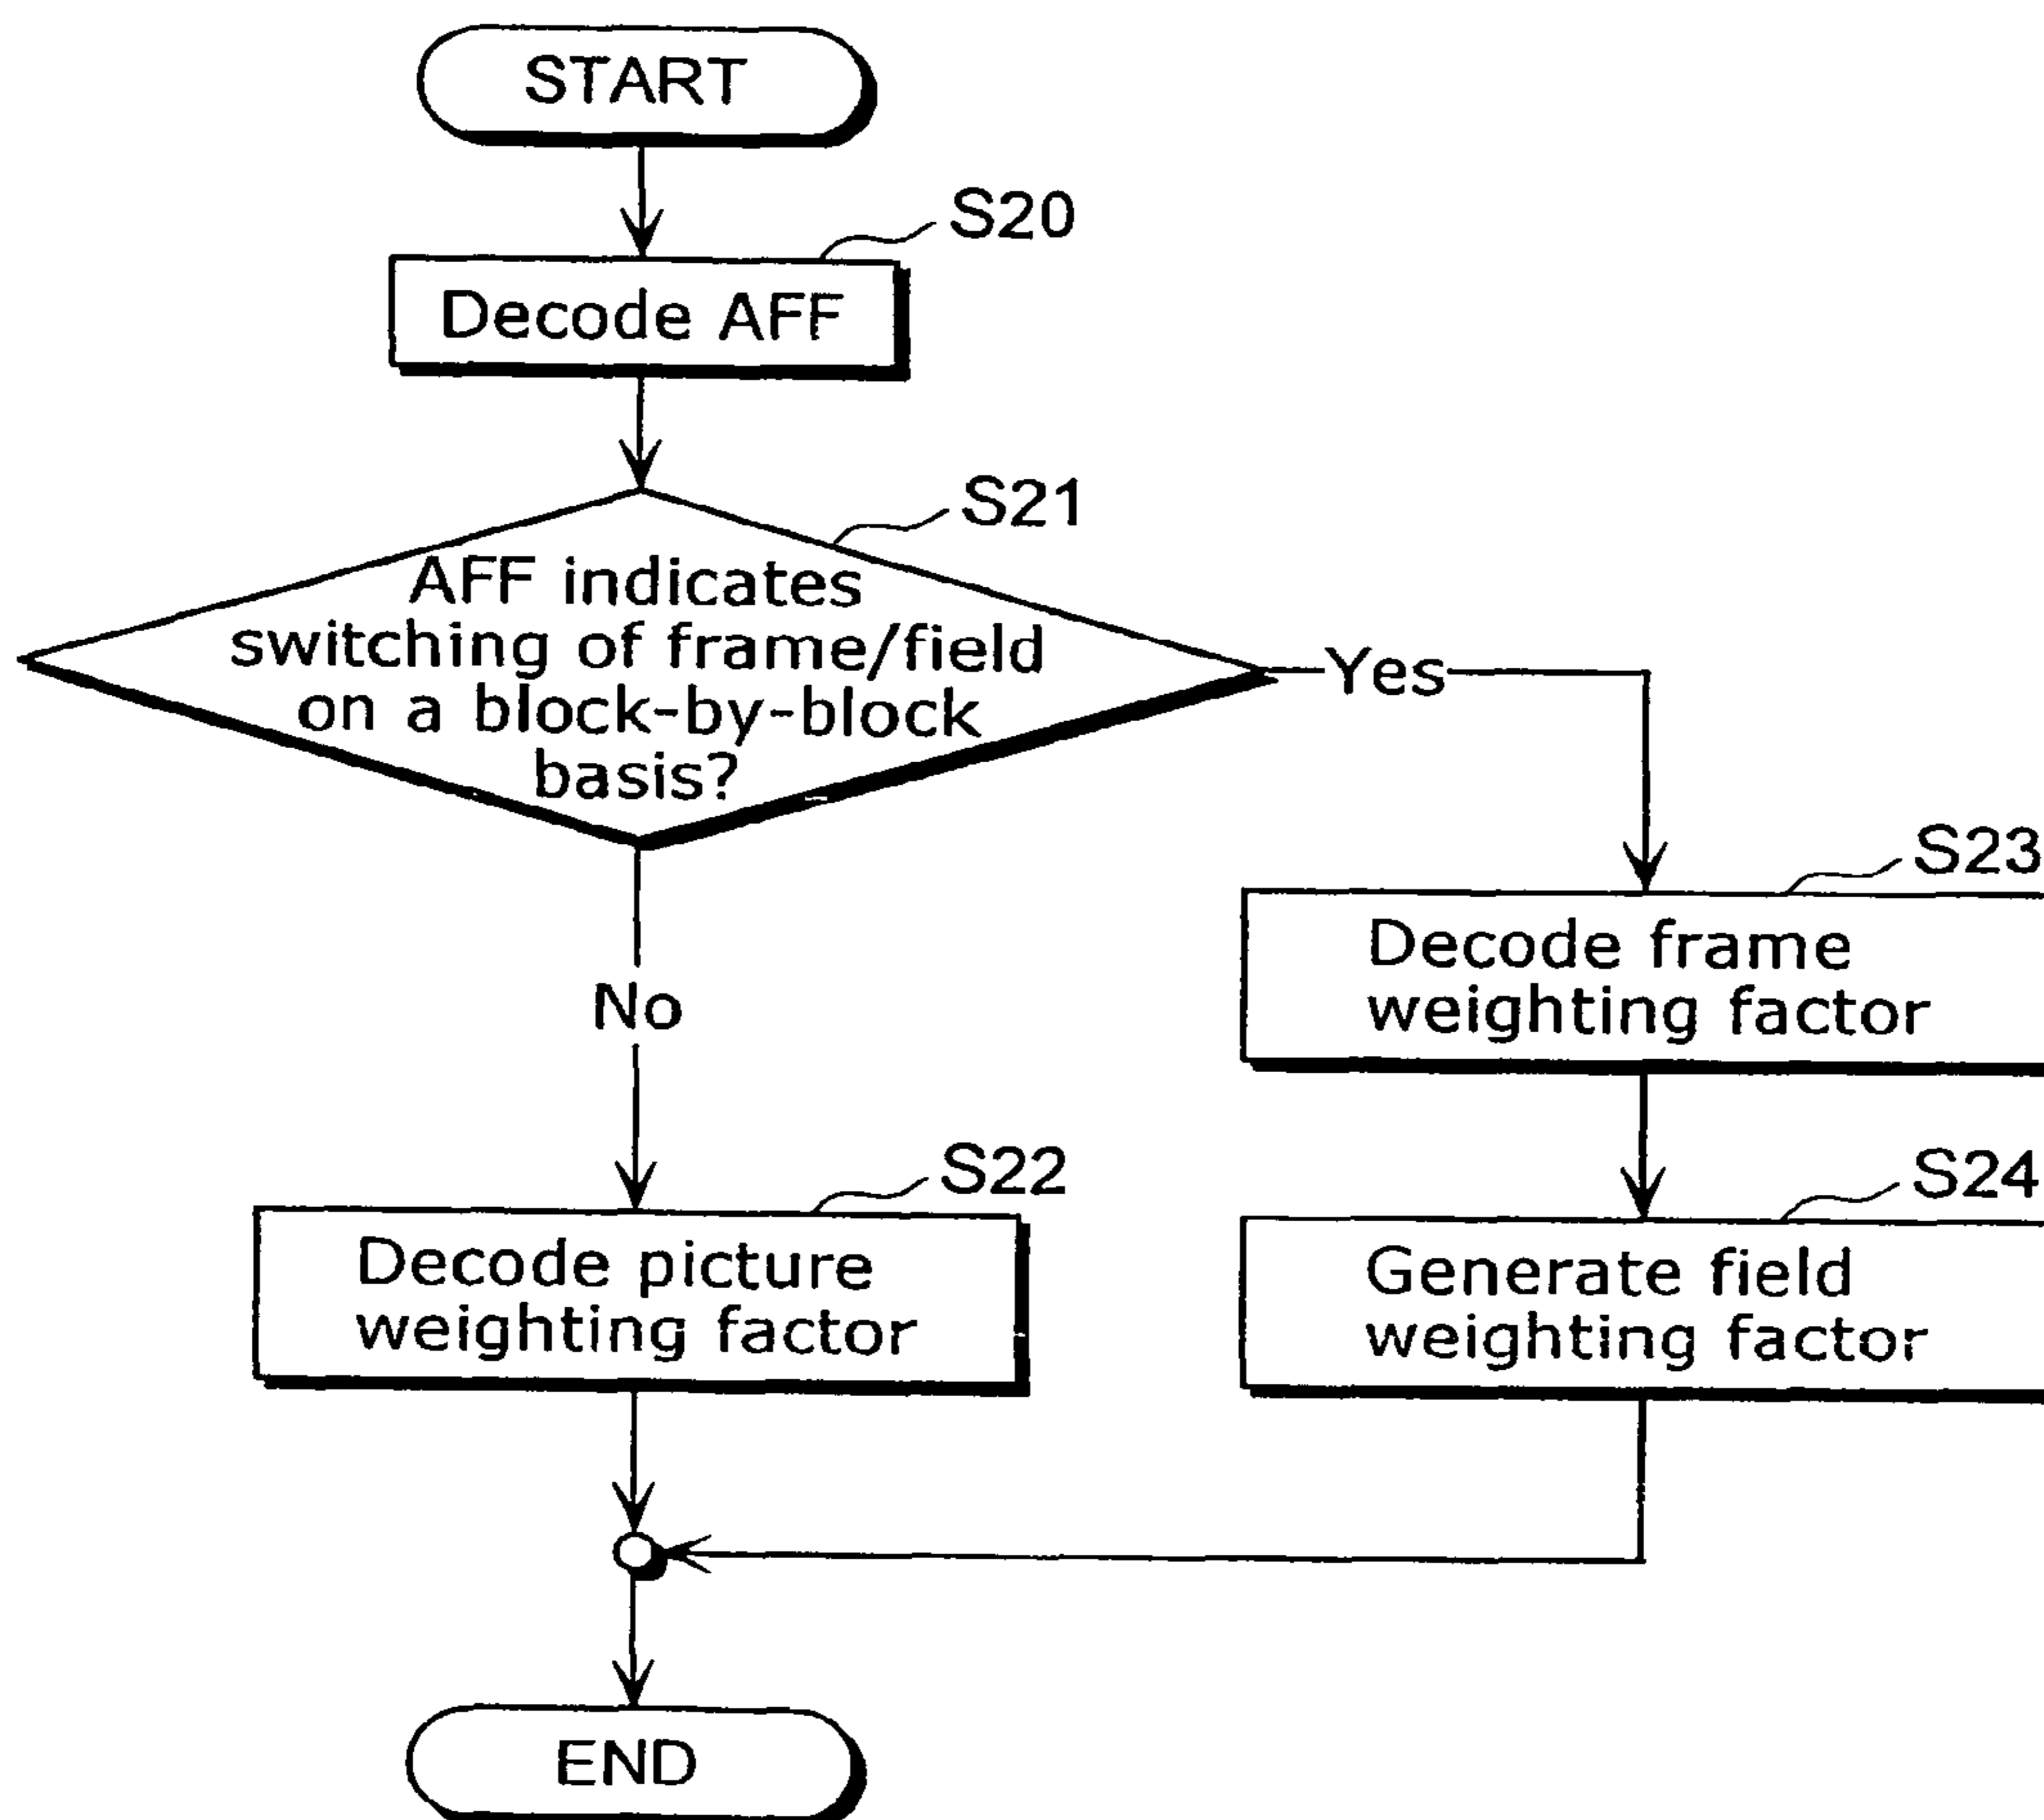 START
S20
Decode AFF
S21
AFF indicates
switching of frame/field
on a block-by-block
basis?
Yes
No
S23
Decode frame
weighting factor
S22
Decode picture
weighting factor
S24
Generate field
weighting factor
END